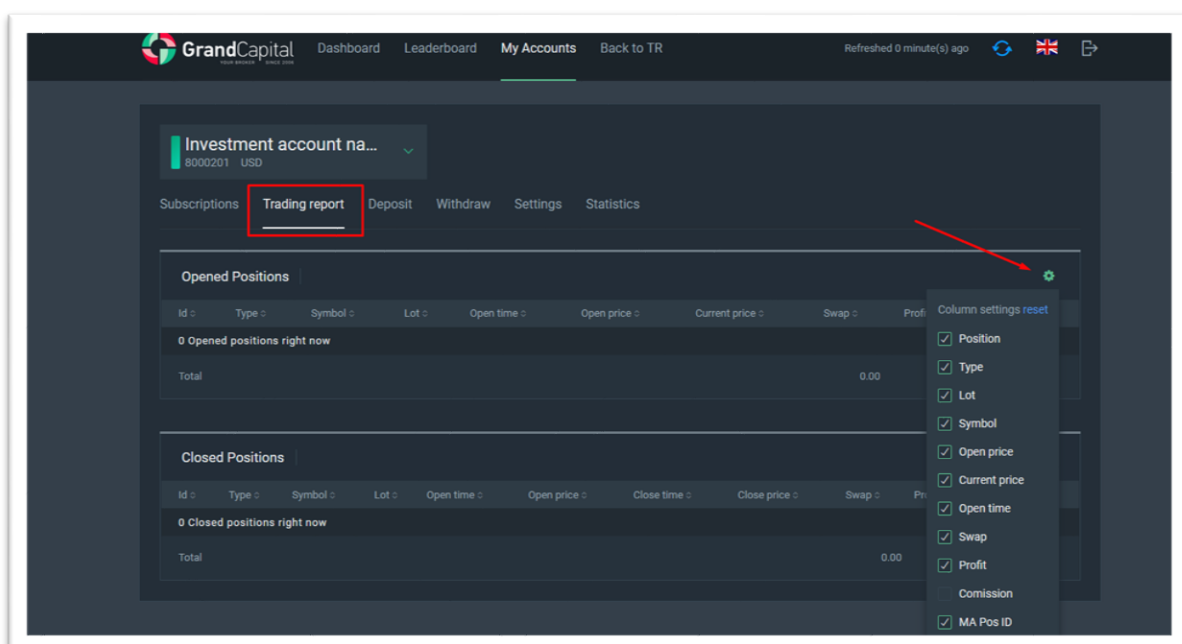 GrandCapital Dashboard Leaderboard My Accounts Back to TR Refreshed 0 minute(s) ago
YOUR BROKER SINCE 2006
Investment account na...
8000201 USD
Subscriptions Trading report Deposit Withdraw Settings Statistics
Opened Positions
Id Type Symbol Lot Open time Open price Current price Swap Profi
0 Opened positions right now
Total 0.00
Closed Positions
Id Type Symbol Lot Open time Open price Close time Close price Swap Pr
0 Closed positions right now
Total 0.00
Column settings reset
Position
Type
Lot
Symbol
Open price
Current price
Open time
Swap
Profit
Comission
MA Pos ID